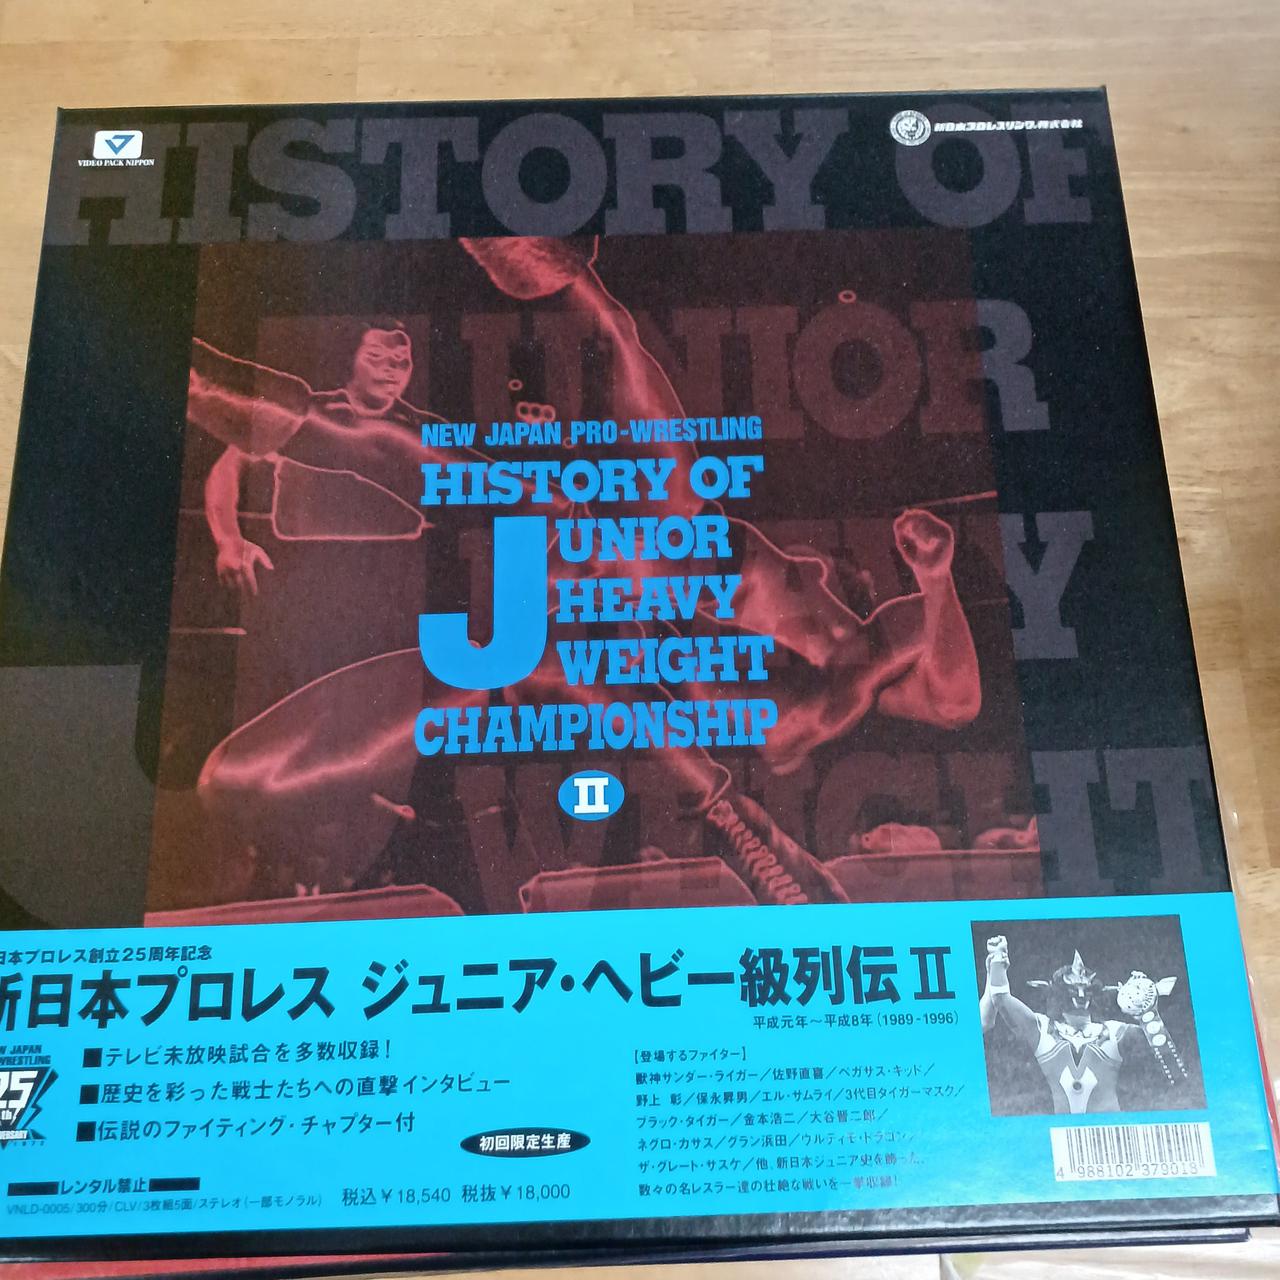 HISTORY OF
VIDEO PACK NIPPON
新日本プロレスリング株式会社
JUNIOR
HEAVY
WEIGHT
NEW JAPAN PRO-WRESTLING
HISTORY OF
JUNIOR
HEAVY
WEIGHT
CHAMPIONSHIP
II
日本プロレス創立25周年記念
新日本プロレス ジュニア・ヘビー級列伝 II
平成元年～平成8年(1989-1996)
■テレビ未放映試合を多数収録!
■歴史を彩った戦士たちへの直撃インタビュー
■伝説のファイティング・チャプター付
初回限定生産
レンタル禁止
VNLD-0005/300分/CLV/3枚組5面/ステレオ(一部モノラル)
税込¥18,540 税抜¥18,000
【登場するファイター】
獣神サンダー・ライガー/佐野直喜/ペガサス・キッド/
野上 彰/保永昇男/エル・サムライ/3代目タイガーマスク/
ブラック・タイガー/金本浩二/大谷晋二郎/
ネグロ・カサス/グラン浜田/ウルティモ・ドラゴン/
ザ・グレート・サスケ/他、新日本ジュニア史を飾った、
数々の名レスラー達の壮絶な戦いを一挙収録!
4 988102 379018